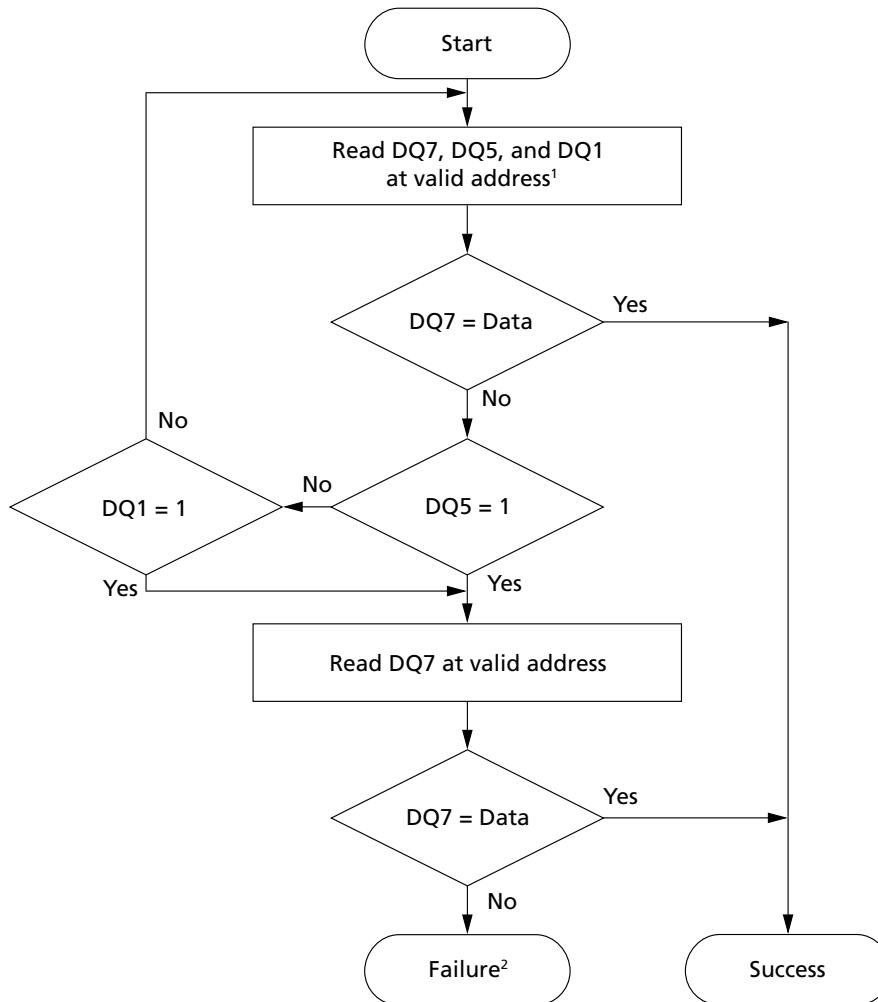 Start
Read DQ7, DQ5, and DQ1
at valid address¹
DQ7 = Data
Yes
No
No
DQ1 = 1
No
DQ5 = 1
Yes
Yes
Read DQ7 at valid address
DQ7 = Data
Yes
No
Failure²
Success